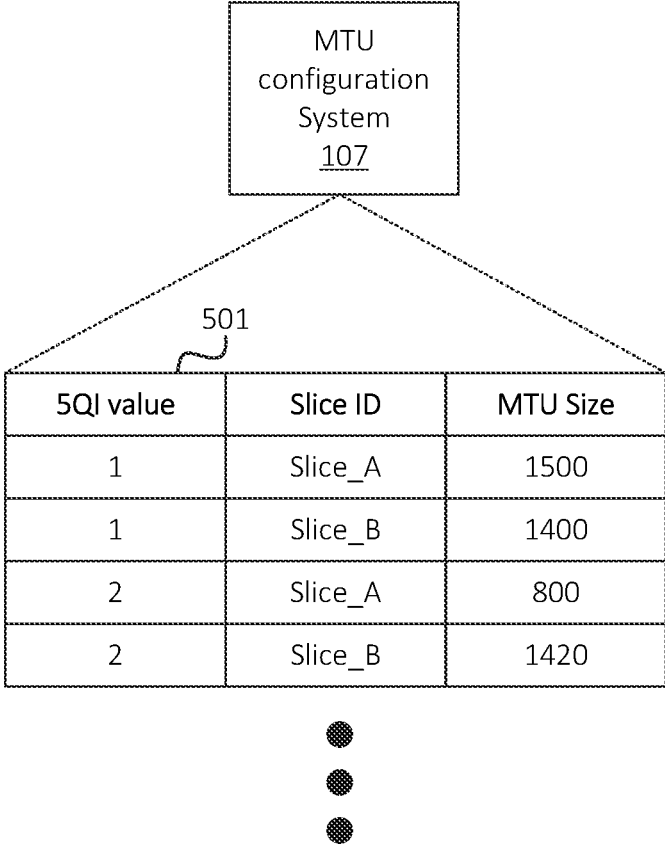 MTU
configuration
System
107
501
5QI value Slice ID MTU Size
1 Slice_A 1500
1 Slice_B 1400
2 Slice_A 800
2 Slice_B 1420